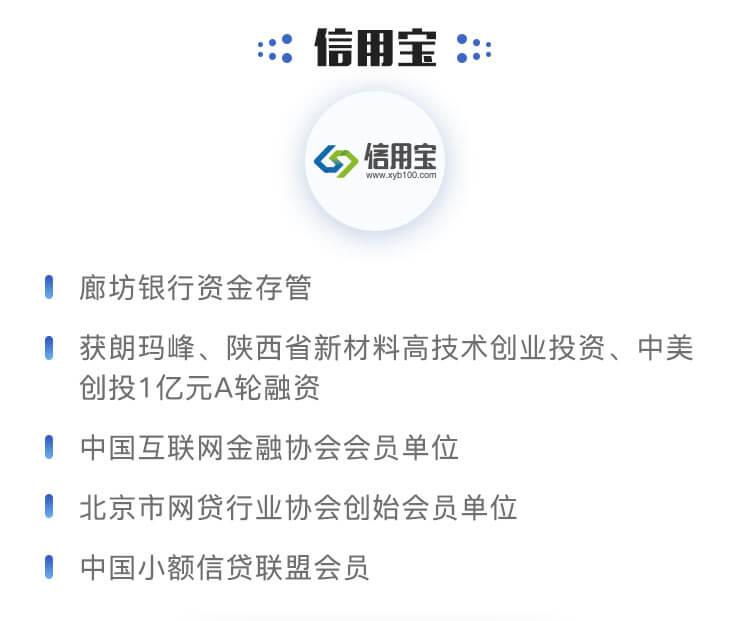 信用宝
信用宝
www.xyb100.com
廊坊银行资金存管
获朗玛峰、陕西省新材料高技术创业投资、中美
创投1亿元A轮融资
中国互联网金融协会会员单位
北京市网贷行业协会创始会员单位
中国小额信贷联盟会员